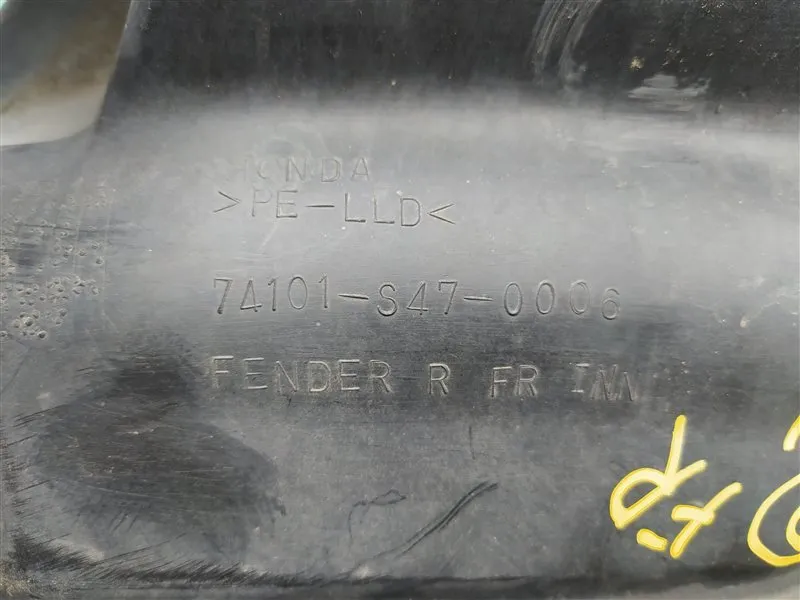 HONDA
>PE-LLD<
74101-S47-0006
FENDER R FR INN